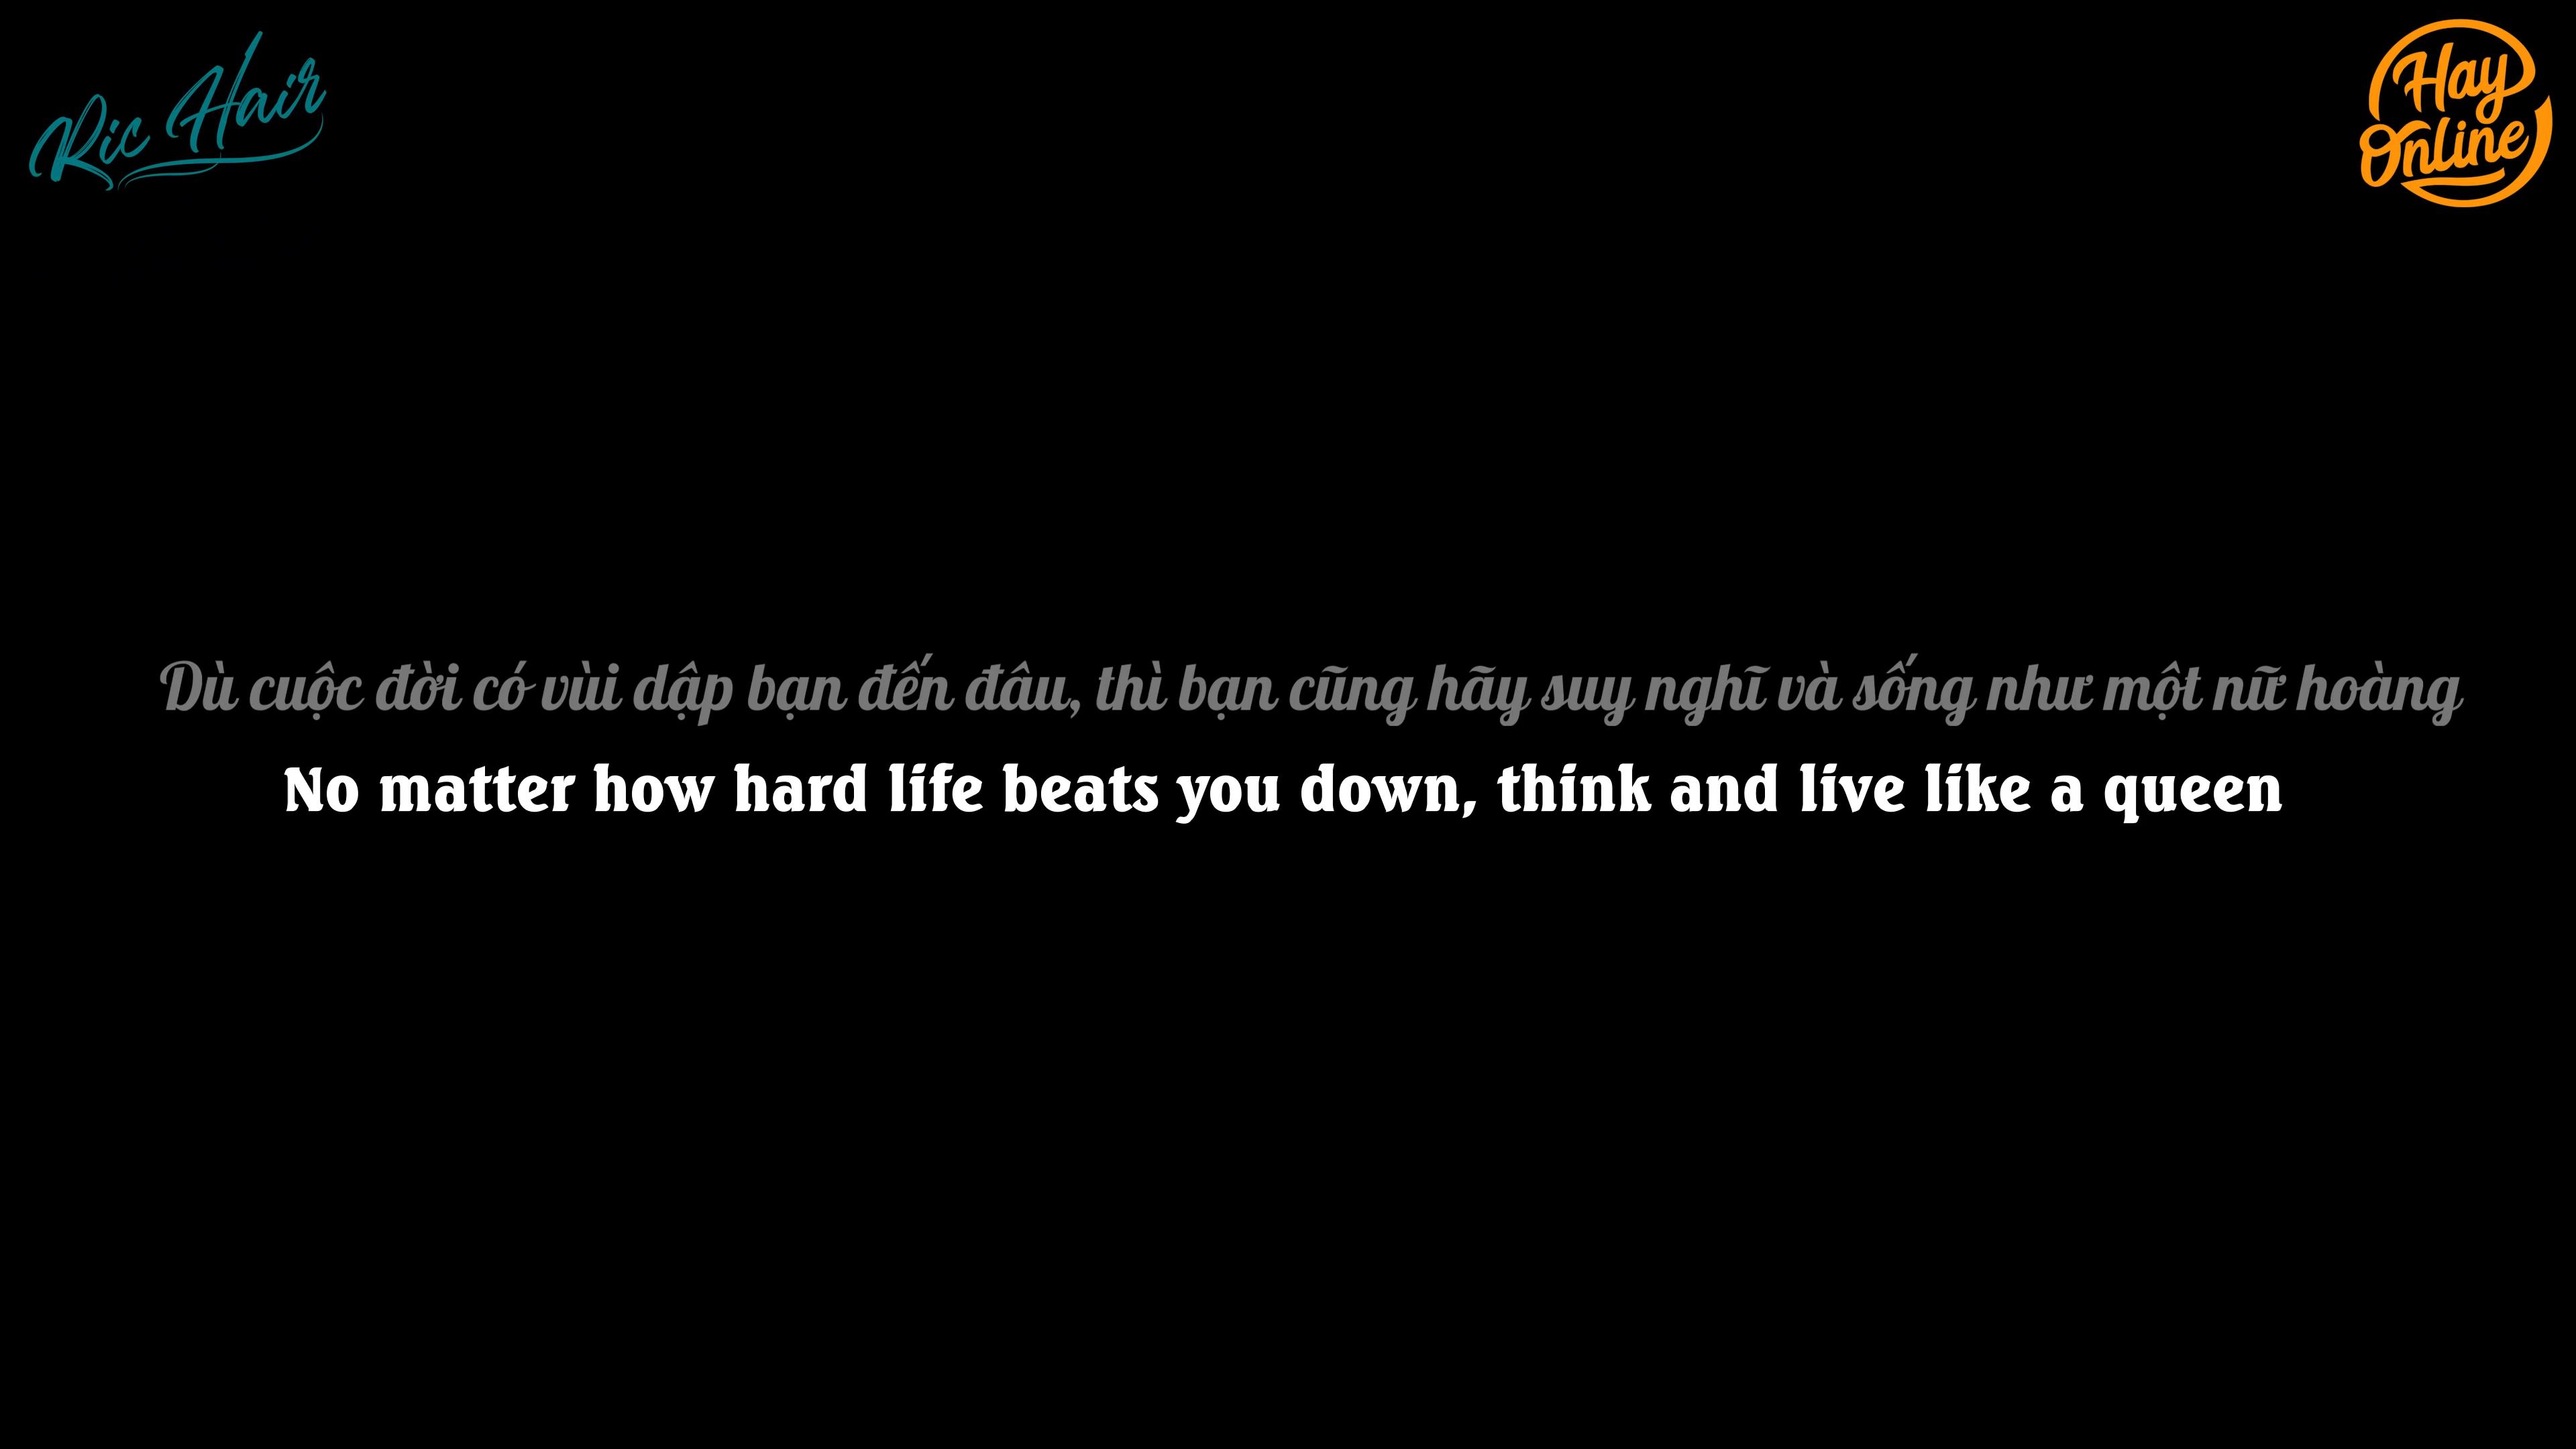 Ric Hair
Hay
Online
Dù cuộc đời có vùi dập bạn đến đâu, thì bạn cũng hãy suy nghĩ và sống như một nữ hoàng
No matter how hard life beats you down, think and live like a queen